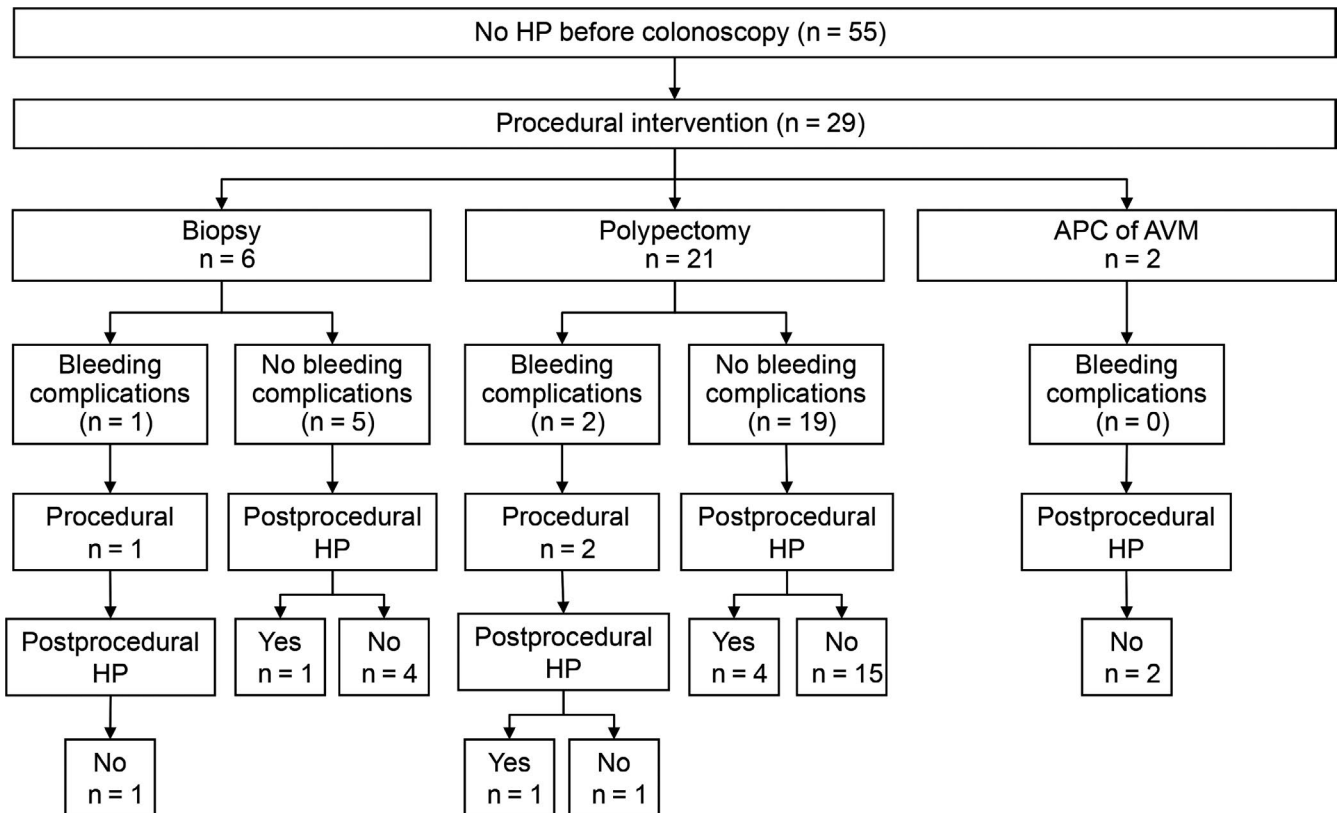 No HP before colonoscopy (n = 55)
Procedural intervention (n = 29)
Biopsy
n = 6
Polypectomy
n = 21
APC of AVM
n = 2
Bleeding
complications
(n = 1)
No bleeding
complications
(n = 5)
Bleeding
complications
(n = 2)
No bleeding
complications
(n = 19)
Bleeding
complications
(n = 0)
Procedural
n = 1
Postprocedural
HP
Procedural
n = 2
Postprocedural
HP
Postprocedural
HP
Postprocedural
HP
Yes
n = 1
No
n = 4
Postprocedural
HP
Yes
n = 4
No
n = 15
No
n = 2
No
n = 1
Yes
n = 1
No
n = 1